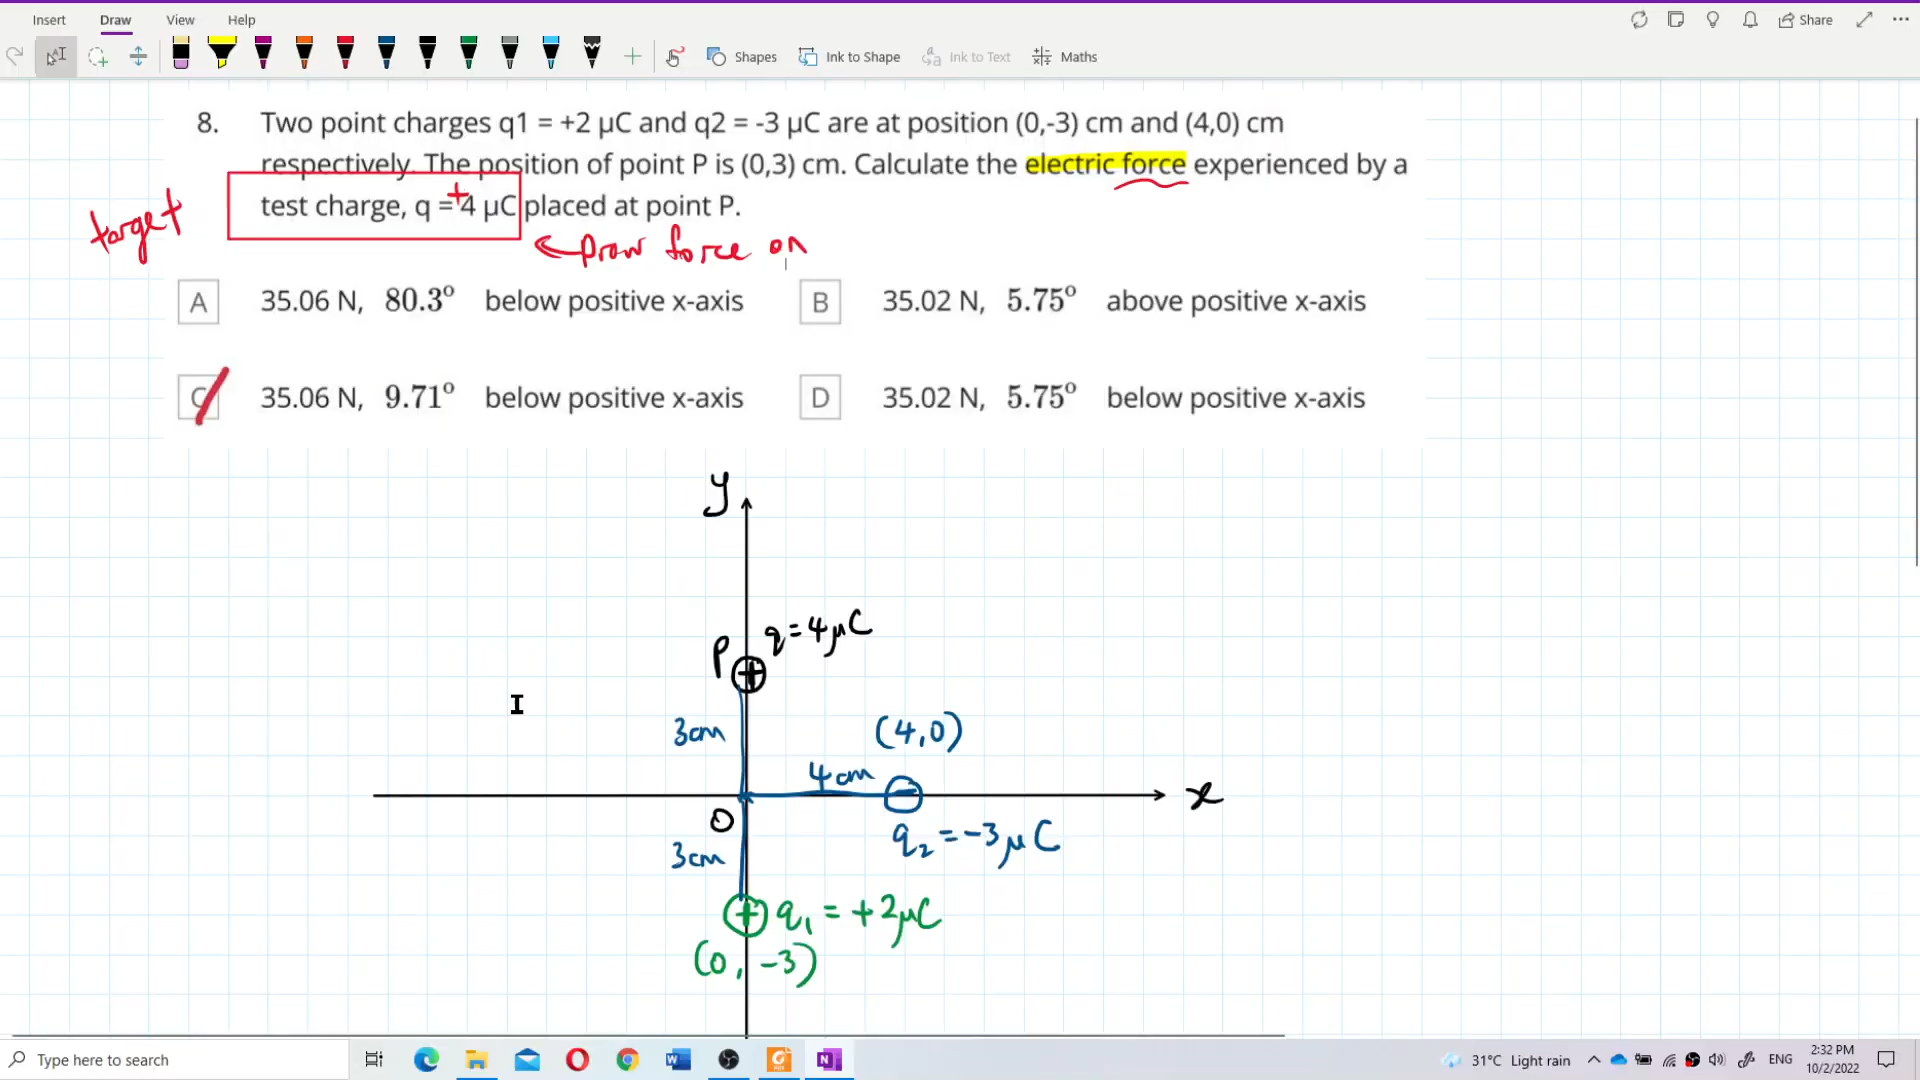 Insert Draw View Help
Share
Shapes Ink to Shape Ink to Text Maths
8. Two point charges q1 = +2 μC and q2 = -3 μC are at position (0,-3) cm and (4,0) cm
respectively. The position of point P is (0,3) cm. Calculate the electric force experienced by a
test charge, q = +4 μC placed at point P.
target
Draw force on
A 35.06 N, 80.3° below positive x-axis
B 35.02 N, 5.75° above positive x-axis
C 35.06 N, 9.71° below positive x-axis
D 35.02 N, 5.75° below positive x-axis
y
q = 4μC
P
+
3cm
(4,0)
4cm
x
O
q₂ = -3μC
3cm
+ q₁ = +2μC
(0, -3)
Type here to search
31°C Light rain
ENG
2:32 PM
10/2/2022